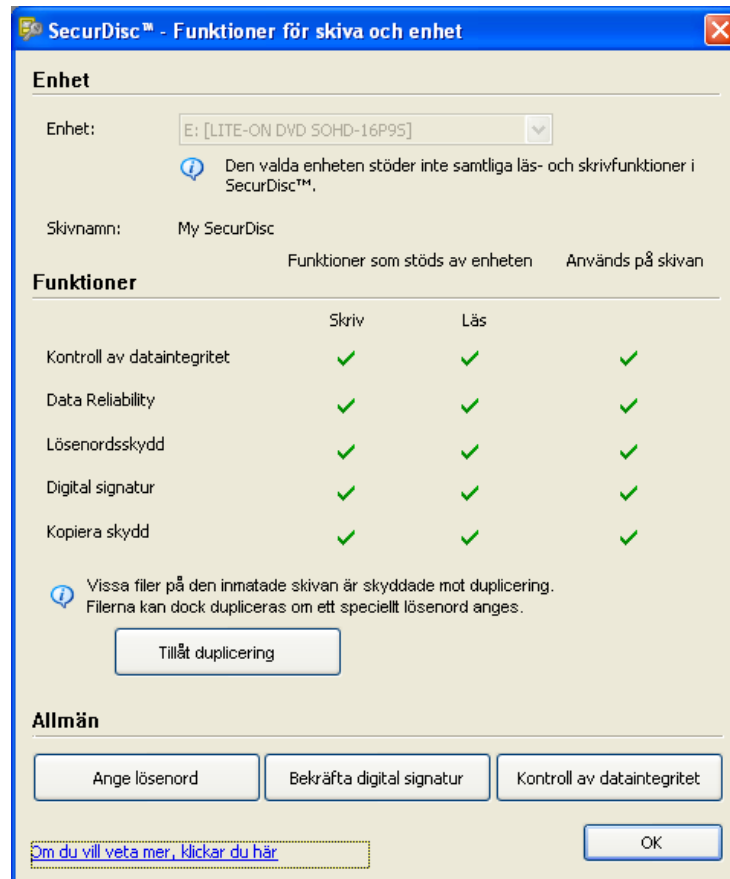 SecurDisc™ - Funktioner för skiva och enhet
Enhet
Enhet: E: [LITE-ON DVD SOHD-16P9S]
Den valda enheten stöder inte samtliga läs- och skrivfunktioner i
SecurDisc™.
Skivnamn: My SecurDisc
Funktioner som stöds av enheten Används på skivan
Funktioner
Skriv Läs
Kontroll av dataintegritet
Data Reliability
Lösenordsskydd
Digital signatur
Kopiera skydd
Vissa filer på den inmatade skivan är skyddade mot duplicering.
Filerna kan dock dupliceras om ett speciellt lösenord anges.
Tillåt duplicering
Allmän
Ange lösenord Bekräfta digital signatur Kontroll av dataintegritet
OK
Om du vill veta mer, klickar du här